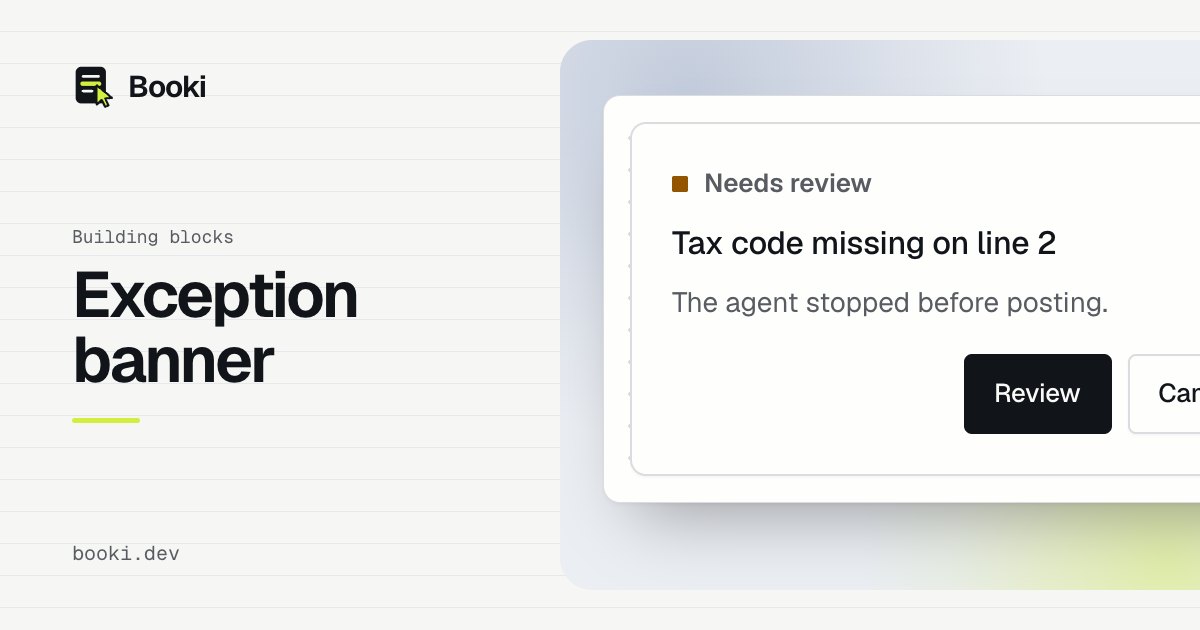 Booki
Building blocks
Exception
banner
booki.dev
Needs review
Tax code missing on line 2
The agent stopped before posting.
Review